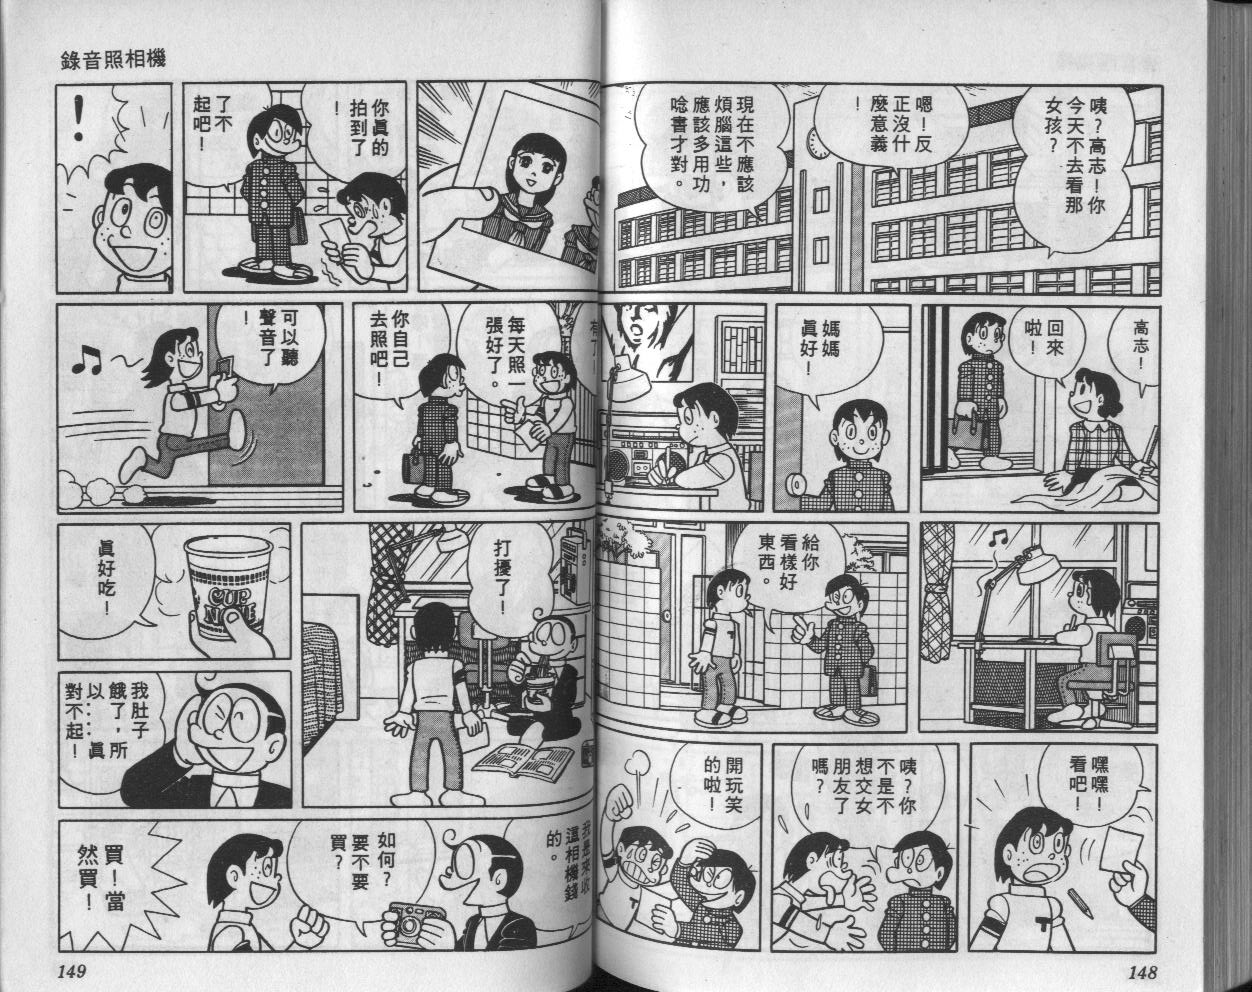 咦?高志!你
今天不去看那
女孩?
嗯!反
正沒什
麼意義
!
現在不應該
煩腦這些,
應該多用功
唸書才對。
高志!
回來
啦!
媽媽
眞好!
給你
看樣好
東西。
嘿嘿!
看吧!
咦?你
不是不
想交女
朋友了
嗎?
開玩笑
的啦!
148
錄音照相機
你眞的
拍到了
!
了不
起吧!
!
有了!
每天照一
張好了。
你自己
去照吧!
可以聽
聲音了
!
打擾了!
CUP
眞好吃!
我肚子
餓了,所
以……眞
對不起!
我是來收
這相機錢
的。
如何?
要不要
買?
買!當
然買!
149